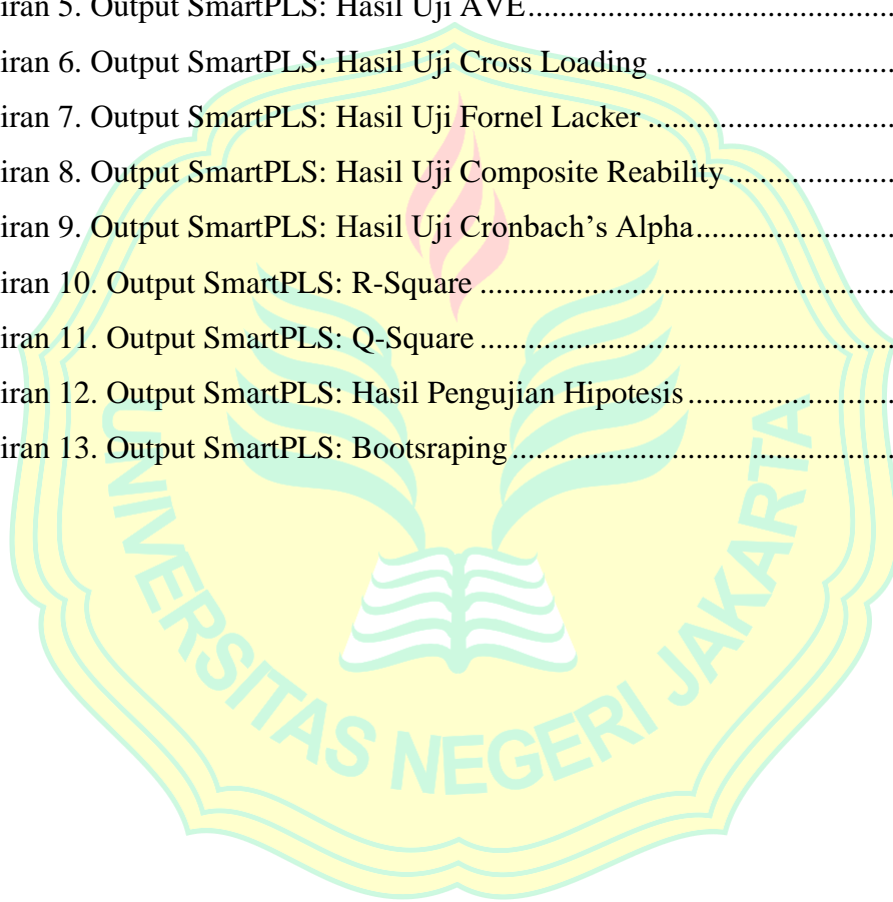 iran 5. Output SmartPLS: Hasil Uji AVE.......................................................
iran 6. Output SmartPLS: Hasil Uji Cross Loading ...............................
iran 7. Output SmartPLS: Hasil Uji Fornel Lacker ................................
iran 8. Output SmartPLS: Hasil Uji Composite Reability......................
iran 9. Output SmartPLS: Hasil Uji Cronbach’s Alpha..........................
iran 10. Output SmartPLS: R-Square .....................................................
iran 11. Output SmartPLS: Q-Square .....................................................
iran 12. Output SmartPLS: Hasil Pengujian Hipotesis...........................
iran 13. Output SmartPLS: Bootsraping.................................................
UNIVERSITAS NEGERI JAKARTA